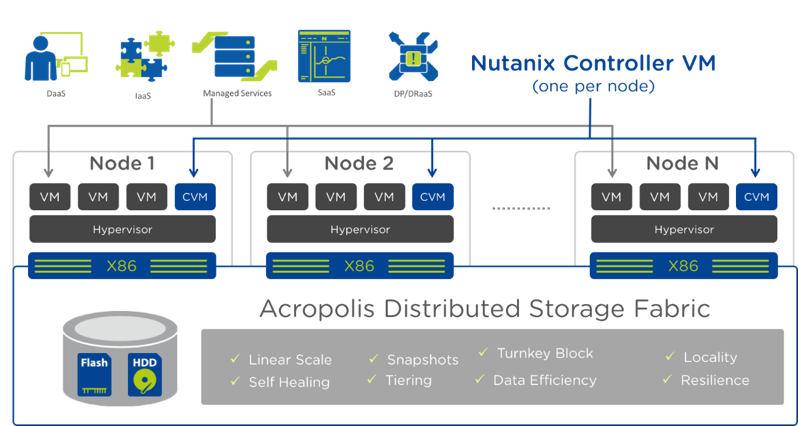 Nutanix Controller VM
(one per node)
DaaS
IaaS
Managed Services
SaaS
DP/DRaaS
N
Node 1
Node 2
Node N
VM VM VM CVM
VM VM VM CVM
VM VM VM CVM
Hypervisor
Hypervisor
Hypervisor
X86
X86
X86
Acropolis Distributed Storage Fabric
Flash
HDD
Linear Scale
Snapshots
Turnkey Block
Locality
Self Healing
Tiering
Data Efficiency
Resilience